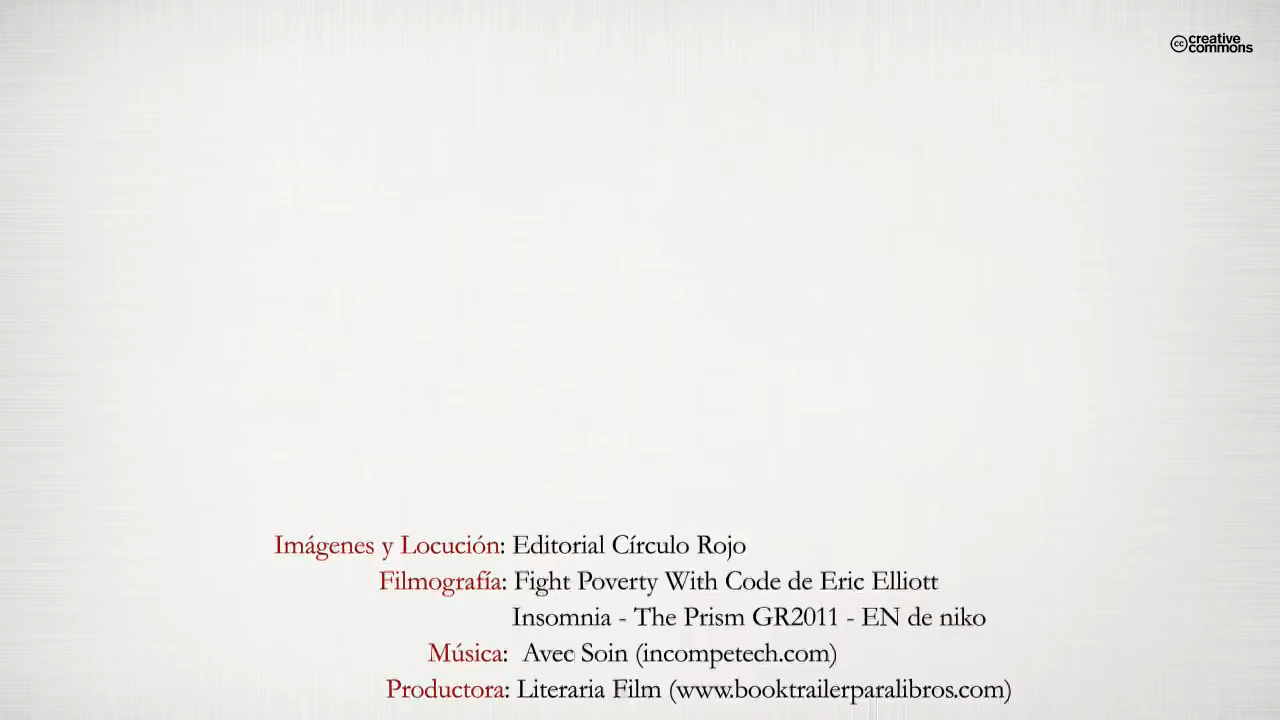 cc creative
commons
Imágenes y Locución: Editorial Círculo Rojo
Filmografía: Fight Poverty With Code de Eric Elliott
Insomnia - The Prism GR2011 - EN de niko
Música: Avec Soin (incompetech.com)
Productora: Literaria Film (www.booktrailerparalibros.com)